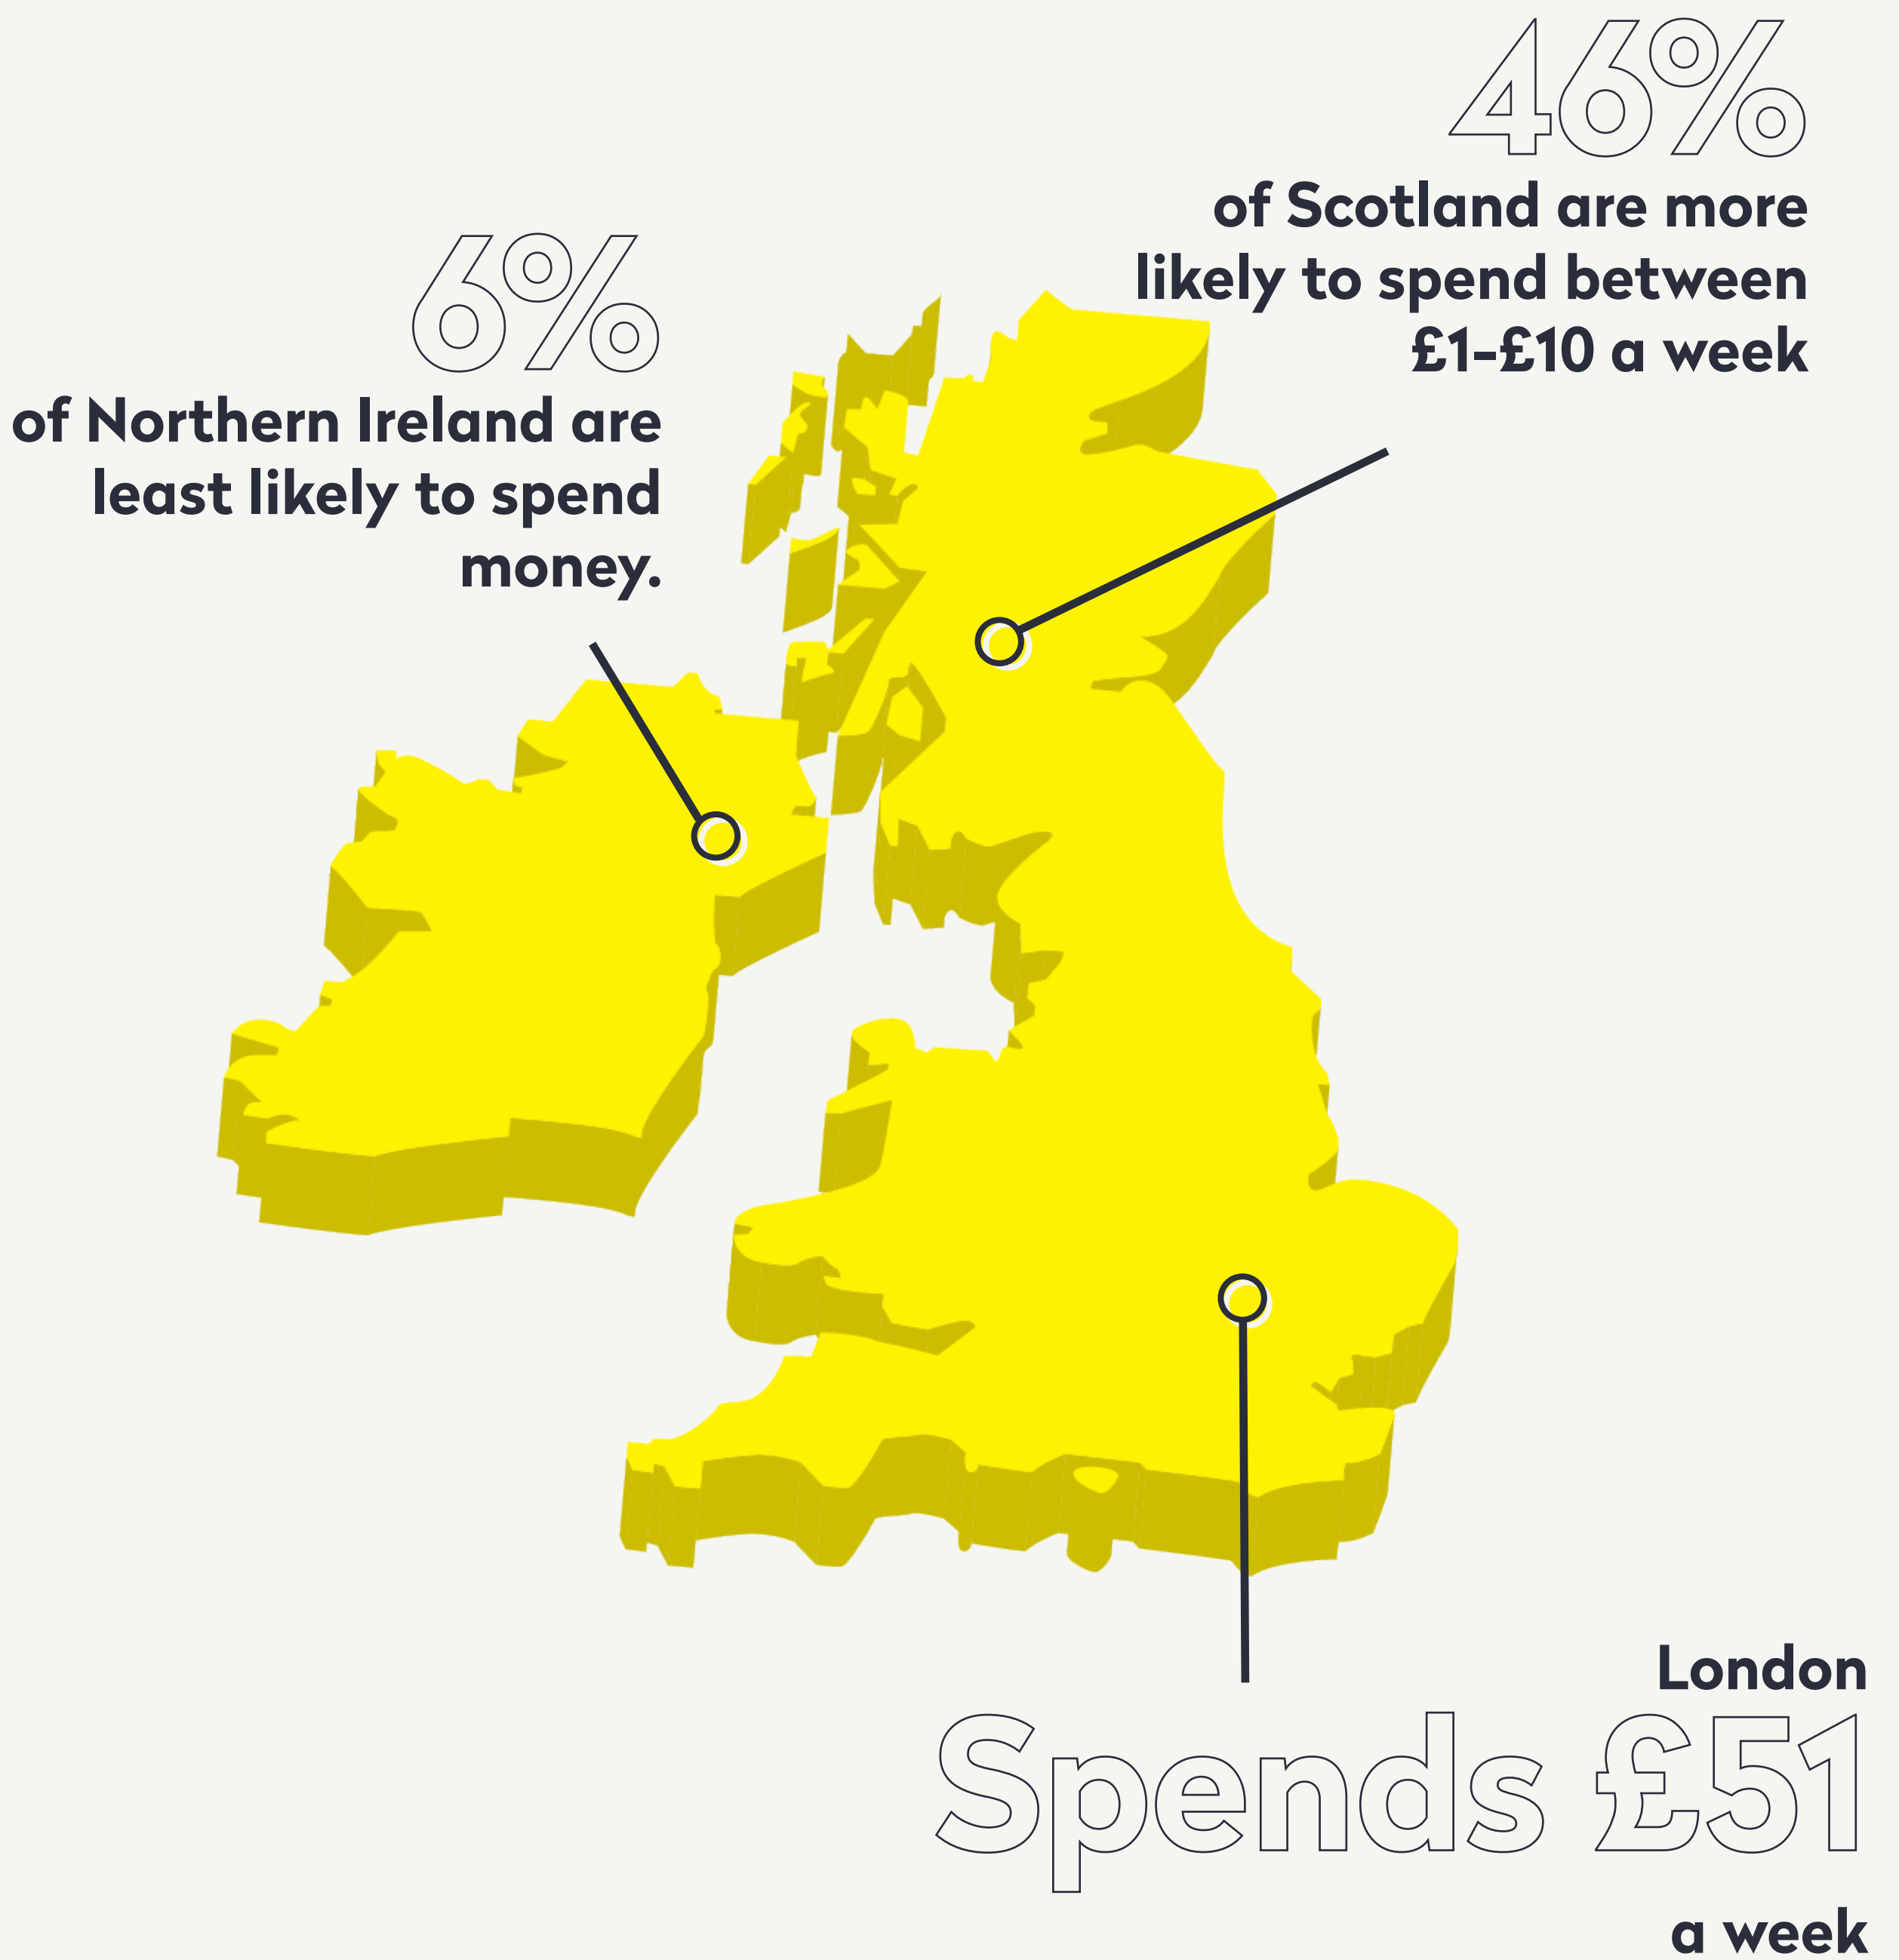 46%
of Scotland are more
likely to spend between
£1–£10 a week
6%
of Northern Ireland are
least likely to spend
money.
London
Spends £51
a week